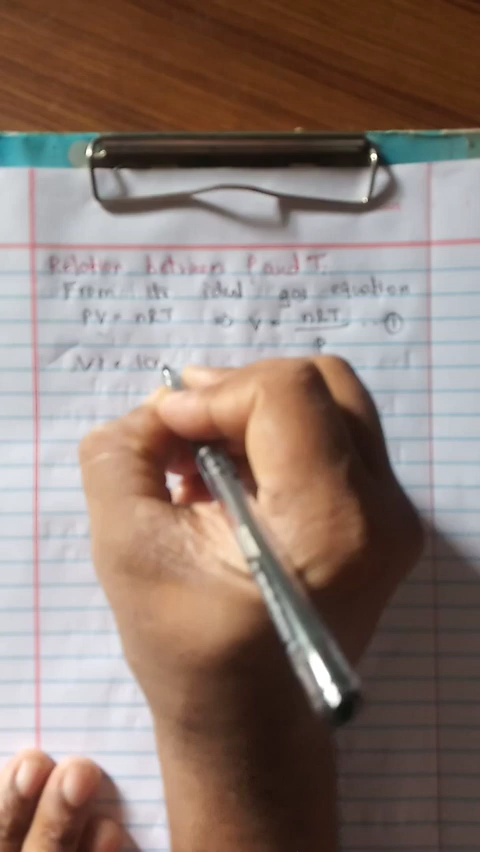 Relation between P and T.
From the ideal gas equation
PV = nRT ⇒ V = nRT / P --- ①